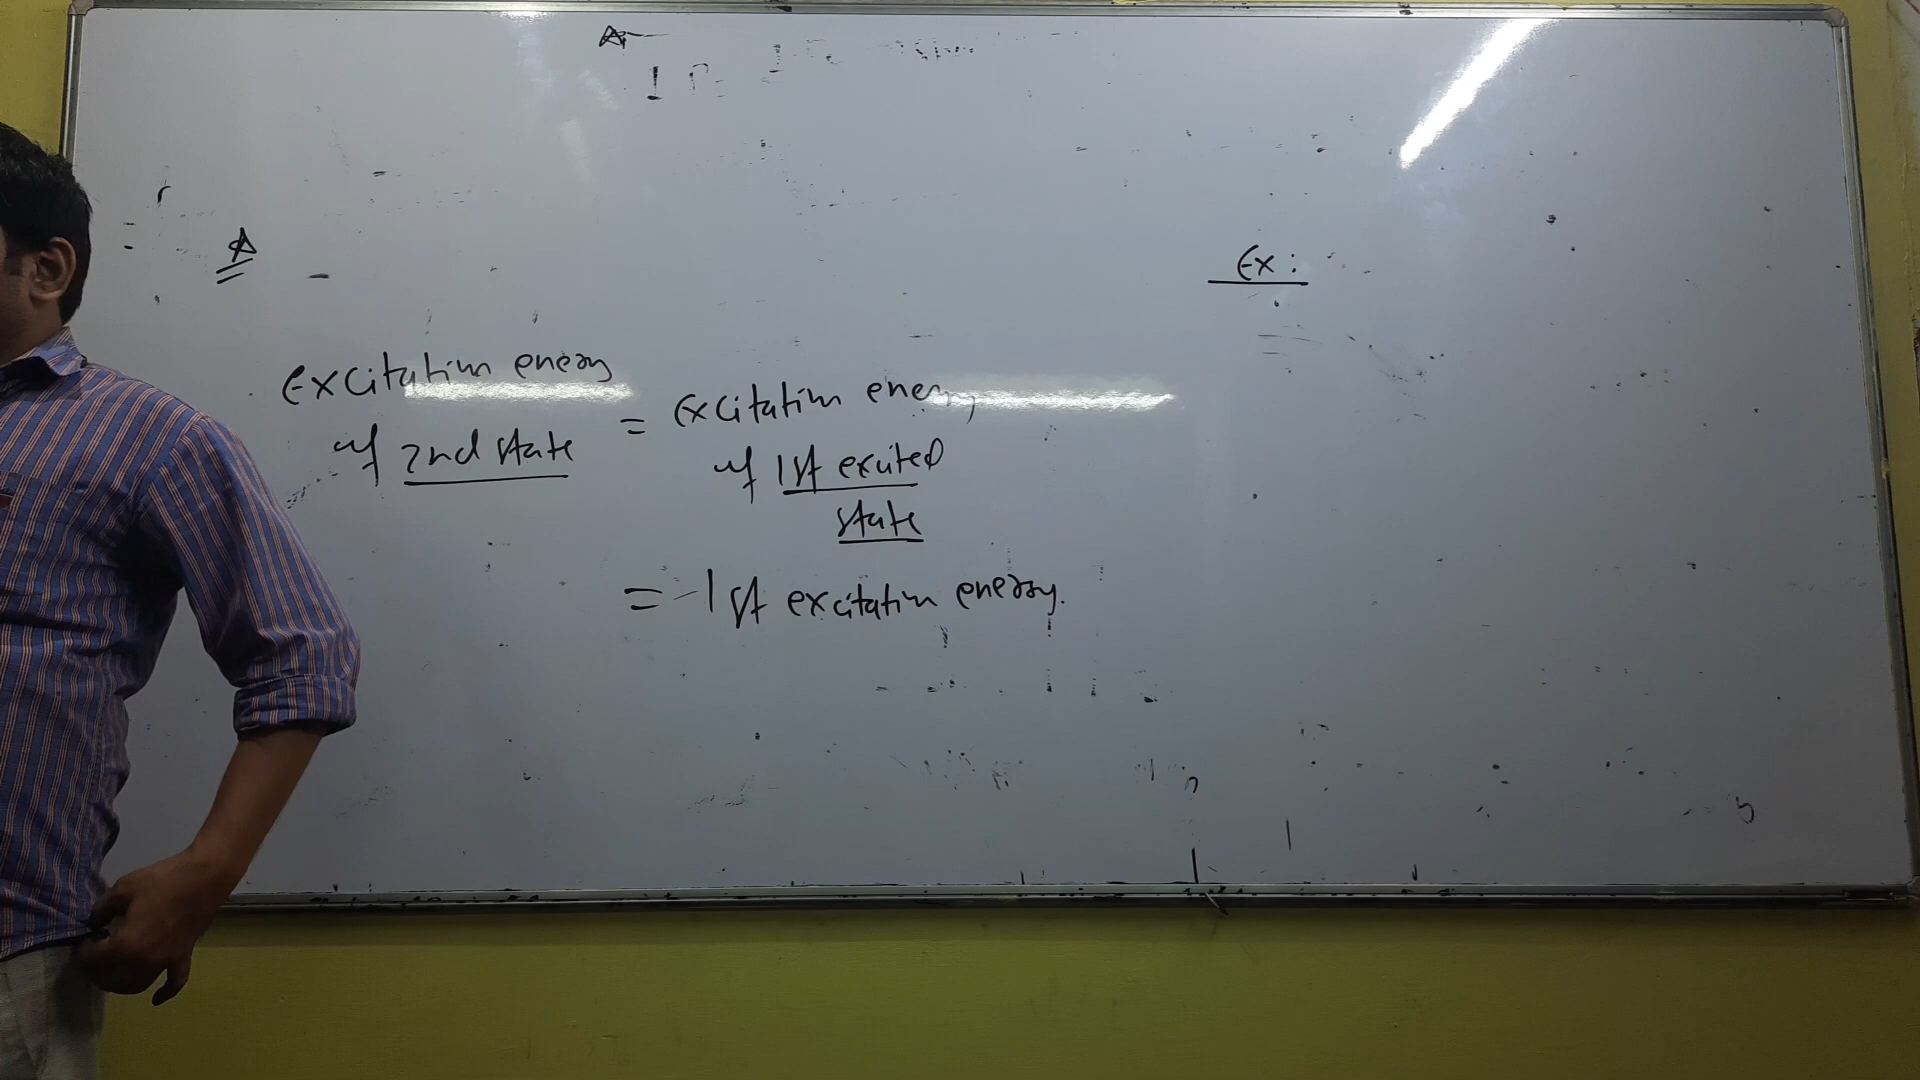 Ex:
Excitation energy = Excitation energy
of 2nd state of 1st excited
state
= 1st excitation energy.